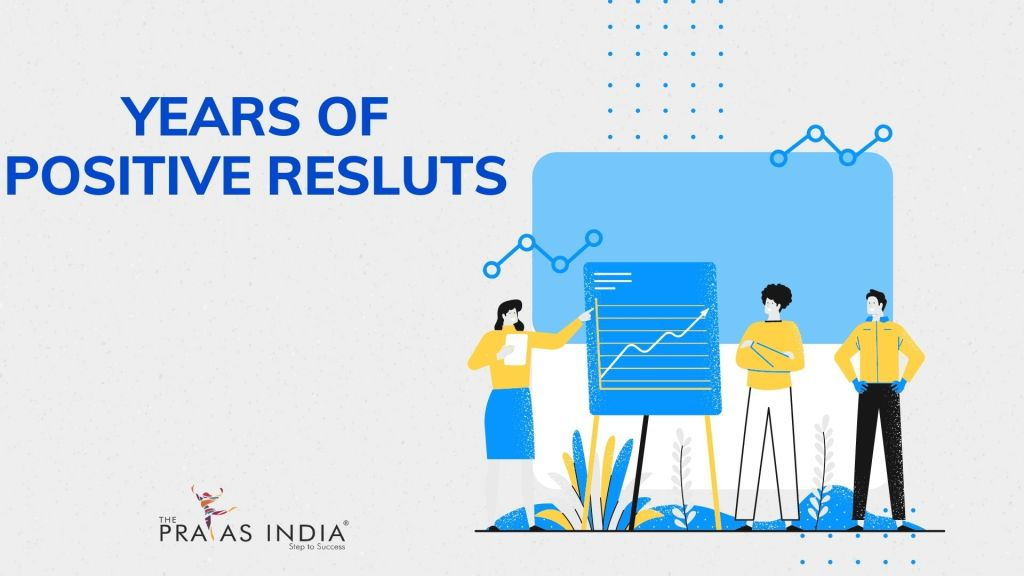 YEARS OF
POSITIVE RESLUTS
THE
PRAYAS INDIA®
Step to Success